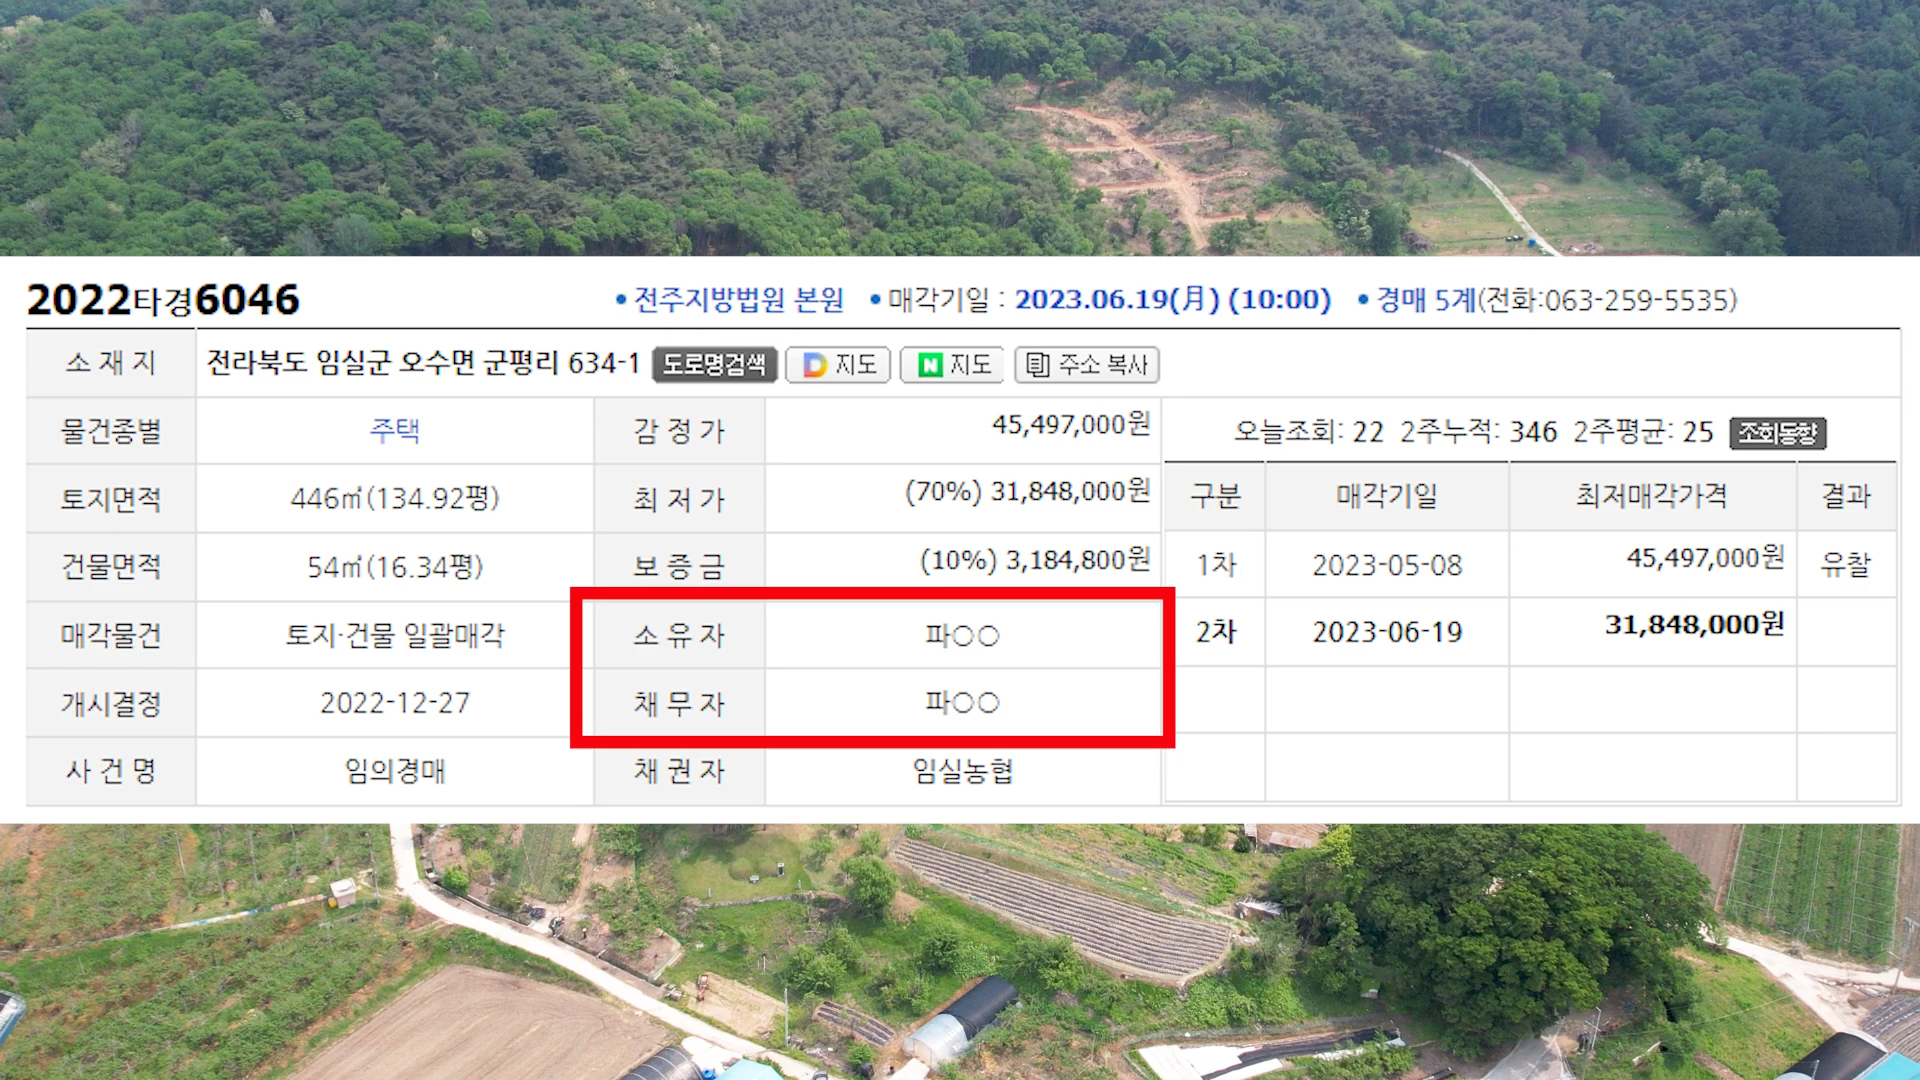 2022타경6046 • 전주지방법원 본원 • 매각기일 : 2023.06.19(月) (10:00) • 경매 5계(전화:063-259-5535)
소 재 지 전라북도 임실군 오수면 군평리 634-1 도로명검색 D 지도 N 지도 주소 복사
물건종별 주택 감 정 가 45,497,000원 오늘조회: 22 2주누적: 346 2주평균: 25 조회동향
토지면적 446㎡(134.92평) 최 저 가 (70%) 31,848,000원 구분 매각기일 최저매각가격 결과
건물면적 54㎡(16.34평) 보 증 금 (10%) 3,184,800원 1차 2023-05-08 45,497,000원 유찰
매각물건 토지·건물 일괄매각 소 유 자 파○○ 2차 2023-06-19 31,848,000원
개시결정 2022-12-27 채 무 자 파○○
사 건 명 임의경매 채 권 자 임실농협